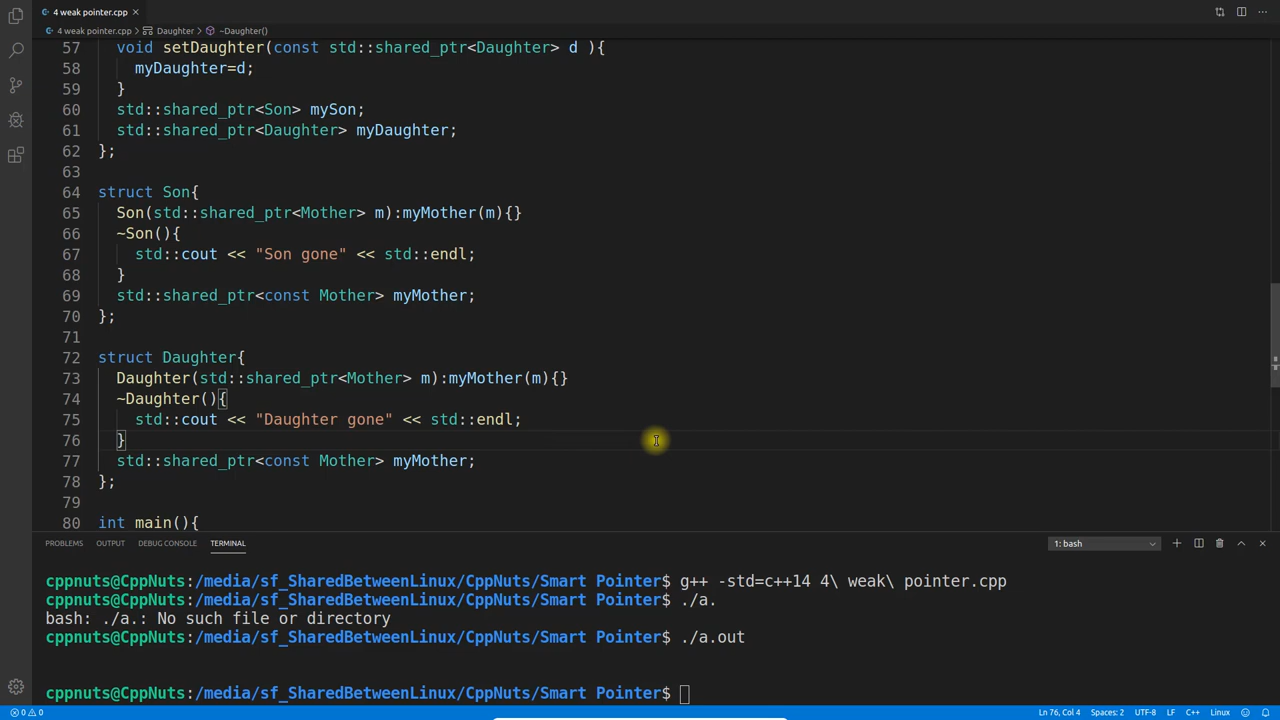 4 weak pointer.cpp
4 weak pointer.cpp > Daughter > ~Daughter()
57 void setDaughter(const std::shared_ptr<Daughter> d ){
58 myDaughter=d;
59 }
60 std::shared_ptr<Son> mySon;
61 std::shared_ptr<Daughter> myDaughter;
62 };
63
64 struct Son{
65 Son(std::shared_ptr<Mother> m):myMother(m){}
66 ~Son(){
67 std::cout << "Son gone" << std::endl;
68 }
69 std::shared_ptr<const Mother> myMother;
70 };
71
72 struct Daughter{
73 Daughter(std::shared_ptr<Mother> m):myMother(m){}
74 ~Daughter(){
75 std::cout << "Daughter gone" << std::endl;
76 }
77 std::shared_ptr<const Mother> myMother;
78 };
79
80 int main(){
PROBLEMS OUTPUT DEBUG CONSOLE TERMINAL 1: bash
cppnuts@CppNuts:/media/sf_SharedBetweenLinux/CppNuts/Smart Pointer$ g++ -std=c++14 4\ weak\ pointer.cpp
cppnuts@CppNuts:/media/sf_SharedBetweenLinux/CppNuts/Smart Pointer$ ./a.
bash: ./a.: No such file or directory
cppnuts@CppNuts:/media/sf_SharedBetweenLinux/CppNuts/Smart Pointer$ ./a.out
cppnuts@CppNuts:/media/sf_SharedBetweenLinux/CppNuts/Smart Pointer$
0 0 Ln 76, Col 4 Spaces: 2 UTF-8 LF C++ Linux